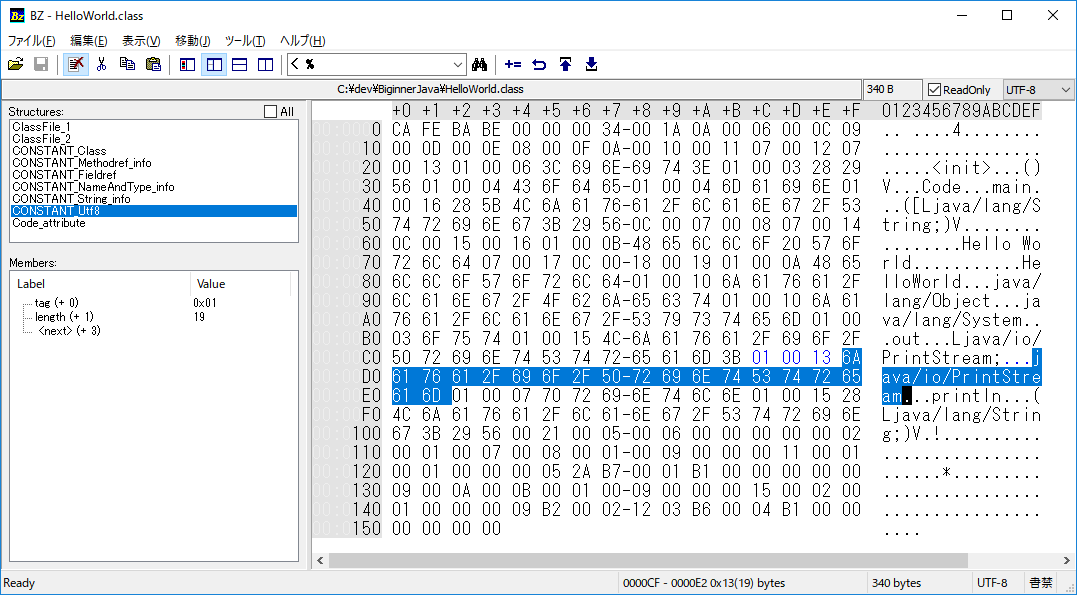 BZ - HelloWorld.class
ファイル(F) 編集(E) 表示(V) 移動(J) ツール(T) ヘルプ(H)
< %
C:¥dev¥BiginnerJava¥HelloWorld.class 340 B ReadOnly UTF-8
Structures: All
ClassFile_1
ClassFile_2
CONSTANT_Class
CONSTANT_Methodref_info
CONSTANT_Fieldref
CONSTANT_NameAndType_info
CONSTANT_String_info
CONSTANT_Utf8
Code_attribute
Members:
Label Value
tag (+ 0) 0x01
length (+ 1) 19
<next> (+ 3)
+0 +1 +2 +3 +4 +5 +6 +7 +8 +9 +A +B +C +D +E +F 0123456789ABCDEF
0 CA FE BA BE 00 00 00 34-00 1A 0A 00 06 00 0C 09 .. .....4........
10 00 0D 00 0E 08 00 0F 0A-00 10 00 11 07 00 12 07 ................
20 00 13 01 00 06 3C 69 6E-69 74 3E 01 00 03 28 29 .....<init>...()
30 56 01 00 04 43 6F 64 65-01 00 04 6D 61 69 6E 01 V...Code...main.
40 00 16 28 5B 4C 6A 61 76-61 2F 6C 61 6E 67 2F 53 ..([Ljava/lang/S
50 74 72 69 6E 67 3B 29 56-0C 00 07 00 08 07 00 14 tring;)V........
60 0C 00 15 00 16 01 00 0B-48 65 6C 6C 6F 20 57 6F ........Hello Wo
70 72 6C 64 07 00 17 0C 00-18 00 19 01 00 0A 48 65 rld...........He
80 6C 6C 6F 57 6F 72 6C 64-01 00 10 6A 61 76 61 2F lloWorld...java/
90 6C 61 6E 67 2F 4F 62 6A-65 63 74 01 00 10 6A 61 lang/Object...ja
A0 76 61 2F 6C 61 6E 67 2F-53 79 73 74 65 6D 01 00 va/lang/System..
B0 03 6F 75 74 01 00 15 4C-6A 61 76 61 2F 69 6F 2F .out...Ljava/io/
C0 50 72 69 6E 74 53 74 72-65 61 6D 3B 01 00 13 6A PrintStream;...j
D0 61 76 61 2F 69 6F 2F 50-72 69 6E 74 53 74 72 65 ava/io/PrintStre
E0 61 6D 01 00 07 70 72 69-6E 74 6C 6E 01 00 15 28 am...println...(
F0 4C 6A 61 76 61 2F 6C 61-6E 67 2F 53 74 72 69 6E Ljava/lang/Strin
100 67 3B 29 56 00 21 00 05-00 06 00 00 00 00 00 02 g;)V.!..........
110 00 01 00 07 00 08 00 01-00 09 00 00 00 11 00 01 ................
120 00 01 00 00 00 05 2A B7-00 01 B1 00 00 00 00 00 ......*.........
130 09 00 0A 00 0B 00 01 00-09 00 00 00 15 00 02 00 ................
140 01 00 00 00 09 B2 00 02-12 03 B6 00 04 B1 00 00 ................
150 00 00 00 00 ....
Ready 0000CF - 0000E2 0x13(19) bytes 340 bytes UTF-8 書禁